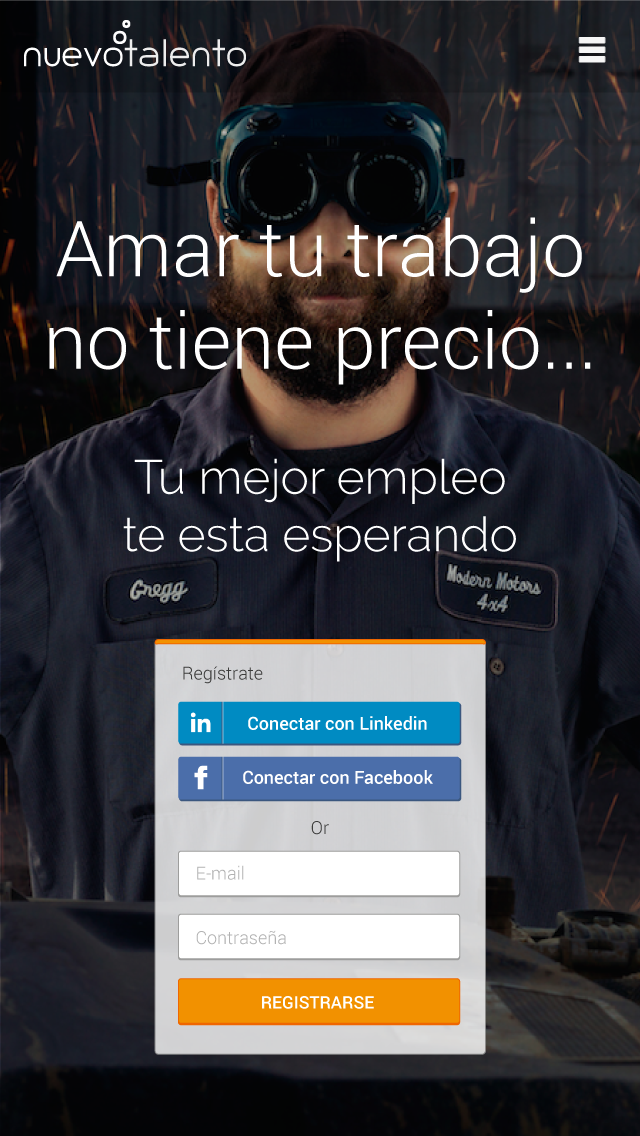 nuevotalento
Amar tu trabajo
no tiene precio...
Tu mejor empleo
te esta esperando
Gregg
Modern Motors
4x4
Regístrate
in
Conectar con Linkedin
f
Conectar con Facebook
Or
E-mail
Contraseña
REGISTRARSE